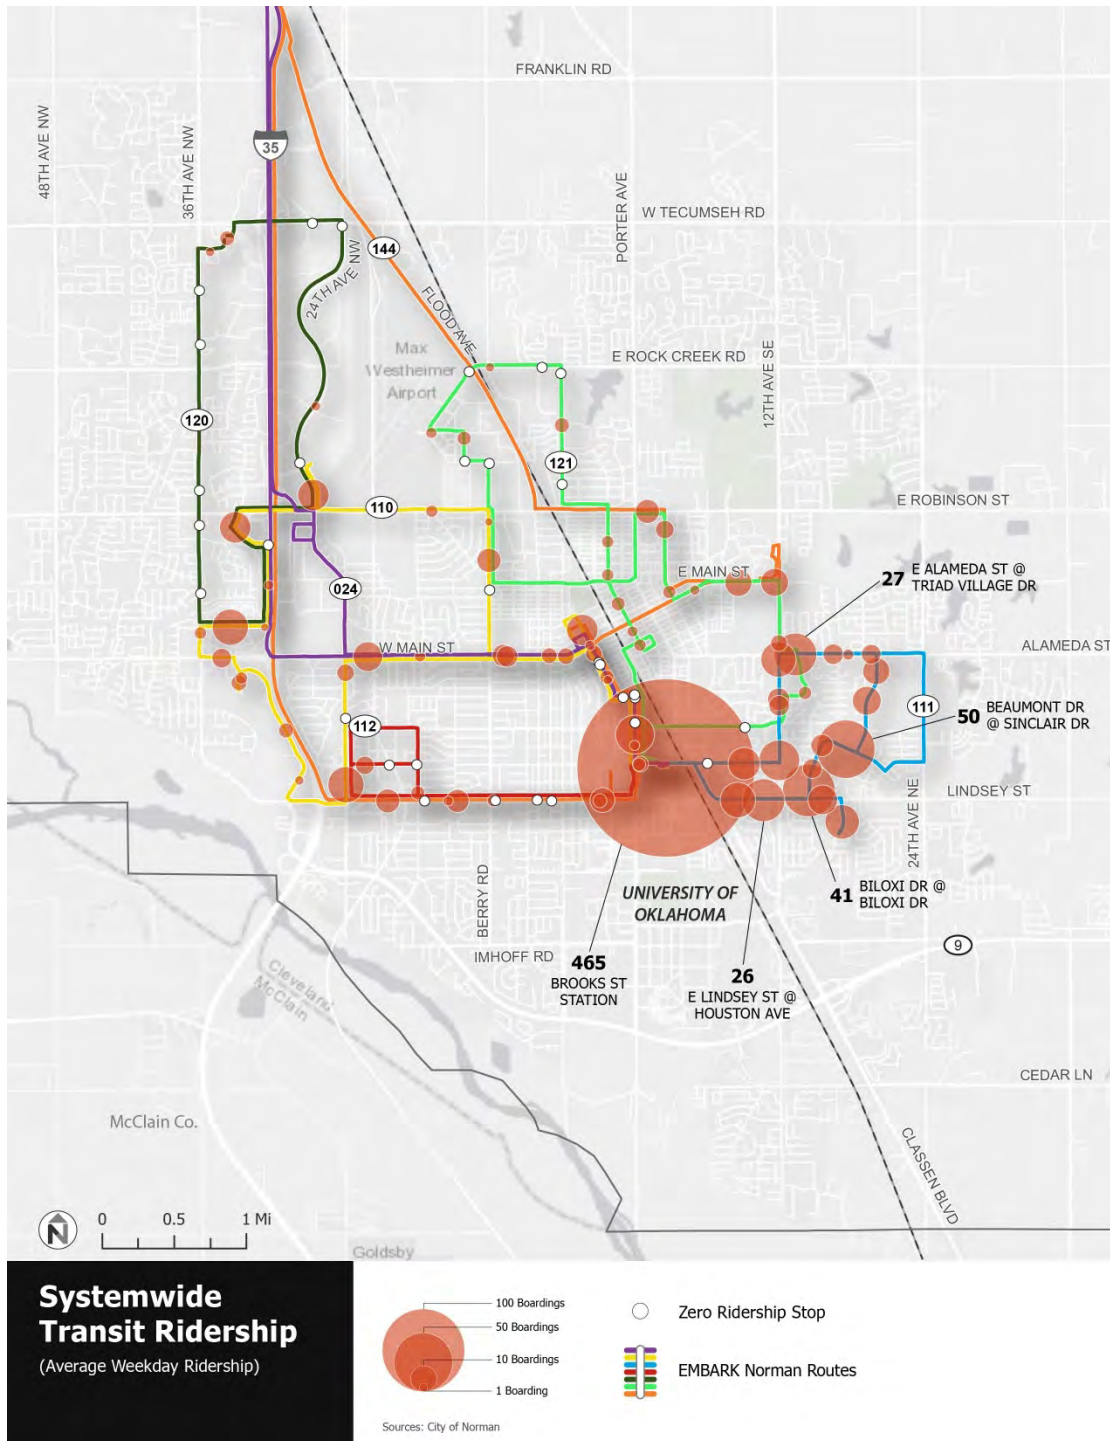 FRANKLIN RD
48TH AVE NW
36TH AVE NW
35
PORTER AVE
W TECUMSEH RD
144
24TH AVE NW
FLOOD AVE
Max
Westheimer
Airport
E ROCK CREEK RD
12TH AVE SE
120
121
110
E ROBINSON ST
024
E MAIN ST
27
E ALAMEDA ST @
TRIAD VILLAGE DR
W MAIN ST
ALAMEDA ST
112
111
50
BEAUMONT DR
@ SINCLAIR DR
LINDSEY ST
24TH AVE NE
BERRY RD
UNIVERSITY OF
OKLAHOMA
41
BILOXI DR @
BILOXI DR
IMHOFF RD
465
BROOKS ST
STATION
26
E LINDSEY ST @
HOUSTON AVE
9
Cleveland
McClain
CEDAR LN
McClain Co.
CLASSEN BLVD
N
0 0.5 1 Mi
Goldsby
Systemwide
Transit Ridership
(Average Weekday Ridership)
100 Boardings
50 Boardings
10 Boardings
1 Boarding
Zero Ridership Stop
EMBARK Norman Routes
Sources: City of Norman